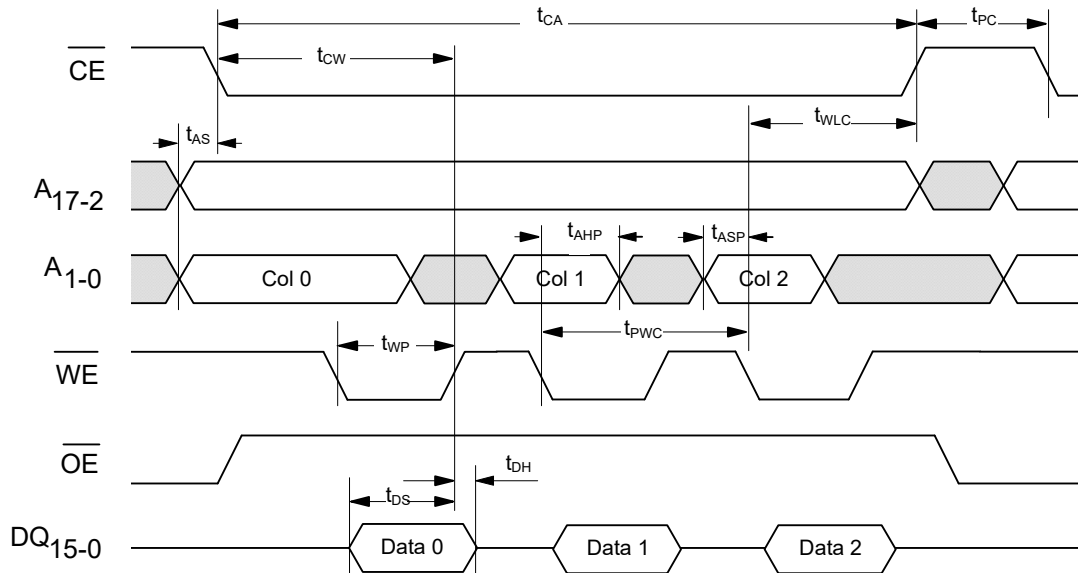 tCA
tPC
CE
tCW
tWLC
tAS
A17-2
tAHP
tASP
A1-0
Col 0
Col 1
Col 2
tPWC
tWP
WE
OE
tDH
tDS
DQ15-0
Data 0
Data 1
Data 2